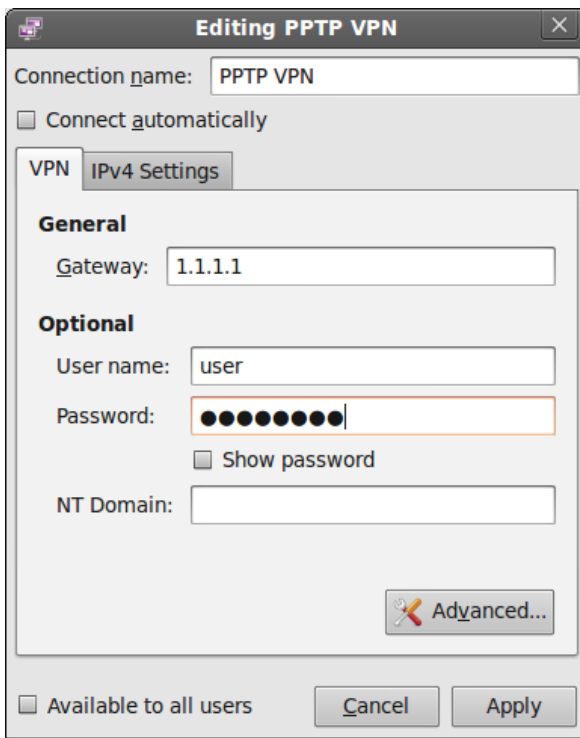 Editing PPTP VPN
Connection name: PPTP VPN
Connect automatically
VPN IPv4 Settings
General
Gateway: 1.1.1.1
Optional
User name: user
Password: ●●●●●●●●
Show password
NT Domain:
Advanced...
Available to all users Cancel Apply